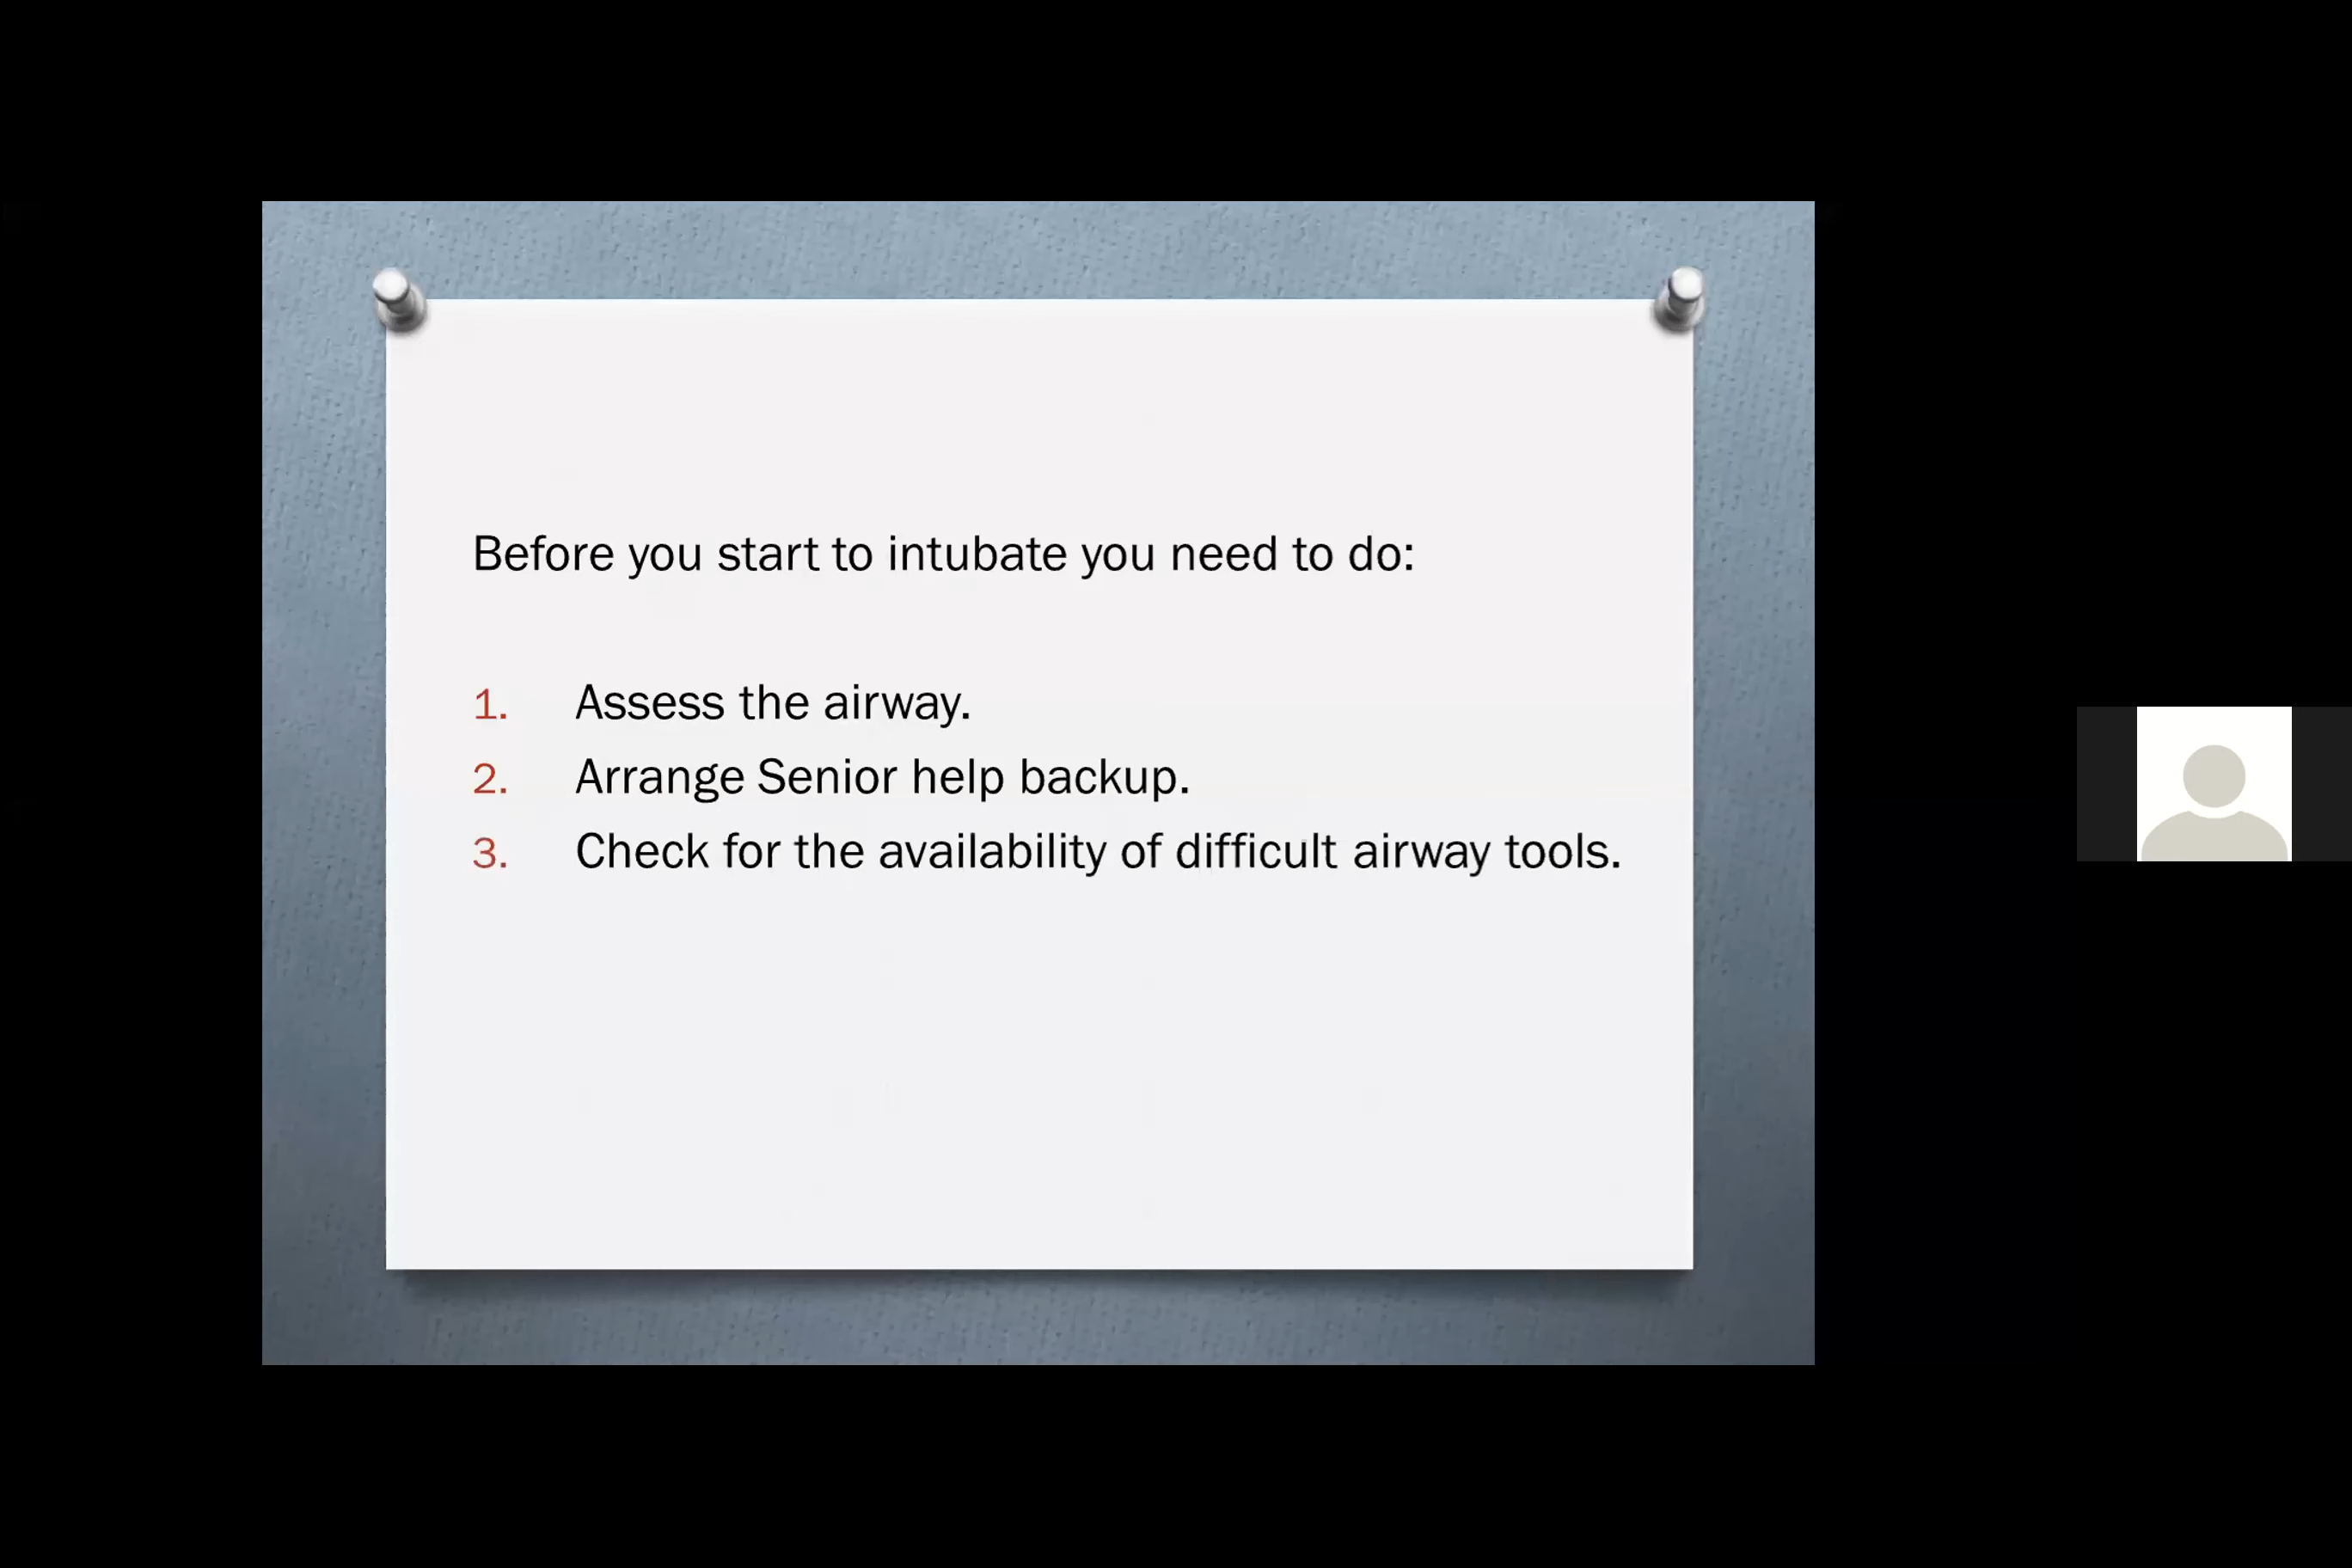 Before you start to intubate you need to do:
1. Assess the airway.
2. Arrange Senior help backup.
3. Check for the availability of difficult airway tools.